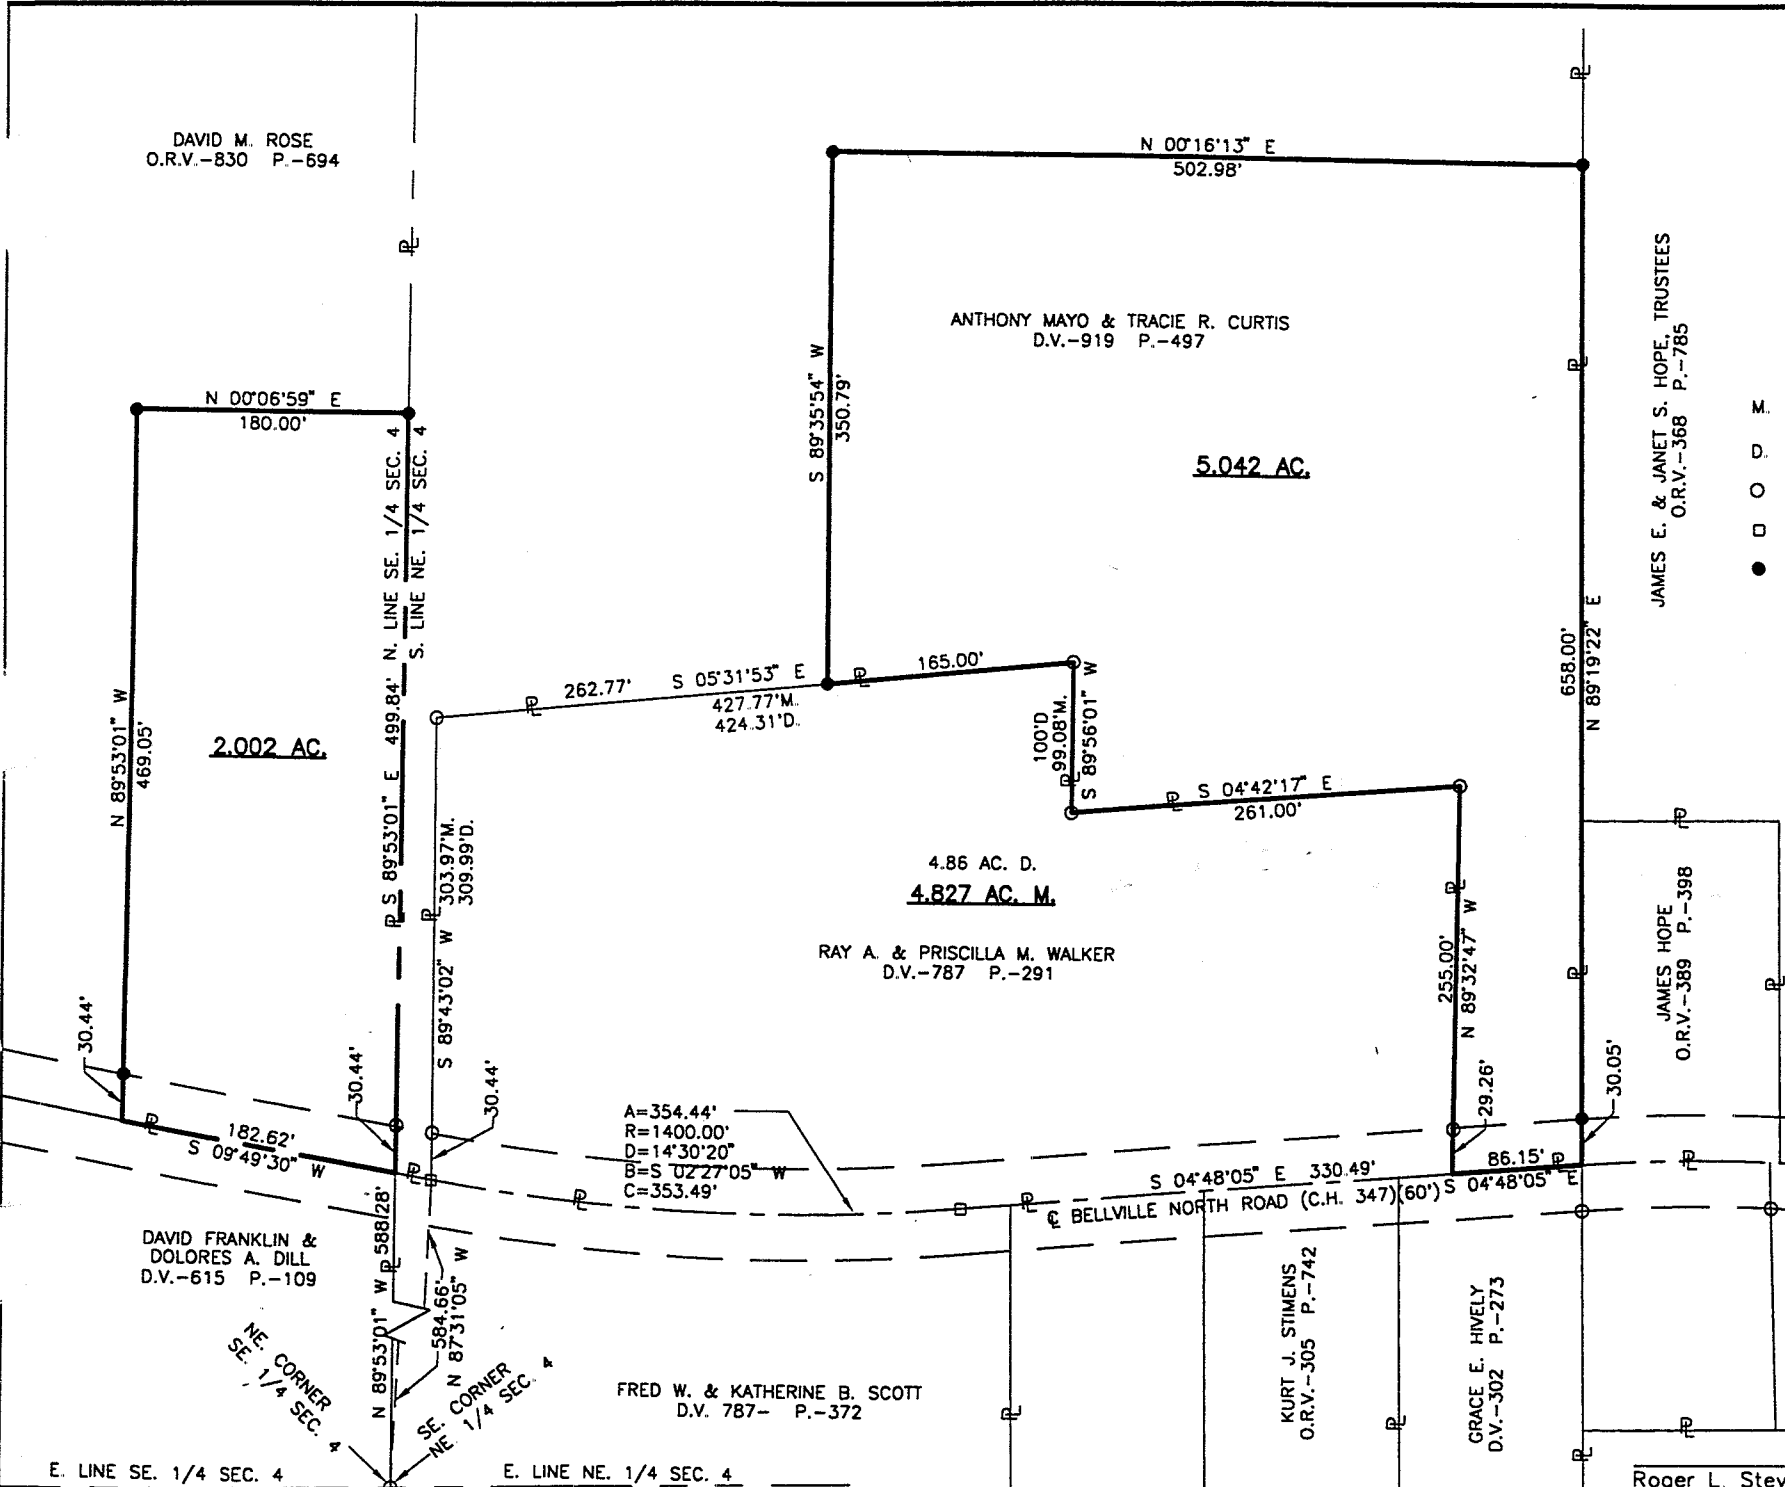 DAVID M. ROSE
O.R.V.-830 P.-694
N 00°16'13" E
502.98'
JAMES E. & JANET S. HOPE, TRUSTEES
O.R.V.-368 P.-785
ANTHONY MAYO & TRACIE R. CURTIS
D.V.-919 P.-497
S 89°35'54" W
350.79'
5.042 AC.
N 00°06'59" E
180.00'
M.
D.
N. LINE SE. 1/4 SEC. 4
S. LINE NE. 1/4 SEC. 4
S 89°53'01" E 499.84'
N 89°53'01" W
469.05'
2.002 AC.
262.77'
S 05°31'53" E
427.77'M.
424.31'D.
165.00'
100'D
99.08'M.
S 89°56'01" W
658.00'
N 89°19'22" E
S 04°42'17" E
261.00'
303.97'M.
309.99'D.
S 89°43'02" W
4.86 AC. D.
4.827 AC. M.
RAY A. & PRISCILLA M. WALKER
D.V.-787 P.-291
255.00'
N 89°32'47" W
JAMES HOPE
O.R.V.-389 P.-398
30.44'
30.44'
30.44'
29.26'
30.05'
A=354.44'
R=1400.00'
D=14°30'20"
B=S 02°27'05" W
C=353.49'
182.62'
S 09°49'30" W
S 04°48'05" E 330.49'
86.15'
S 04°48'05" E
℄ BELLVILLE NORTH ROAD (C.H. 347)(60')
DAVID FRANKLIN &
DOLORES A. DILL
D.V.-615 P.-109
N 89°53'01" W 588.28'
584.66'
N 87°31'05" W
KURT J. STIMENS
O.R.V.-305 P.-742
GRACE E. HIVELY
D.V.-302 P.-273
NE. CORNER
SE. 1/4 SEC. 4
SE. CORNER
NE. 1/4 SEC. 4
FRED W. & KATHERINE B. SCOTT
D.V. 787- P.-372
E. LINE SE. 1/4 SEC. 4
E. LINE NE. 1/4 SEC. 4
Roger L. Stev